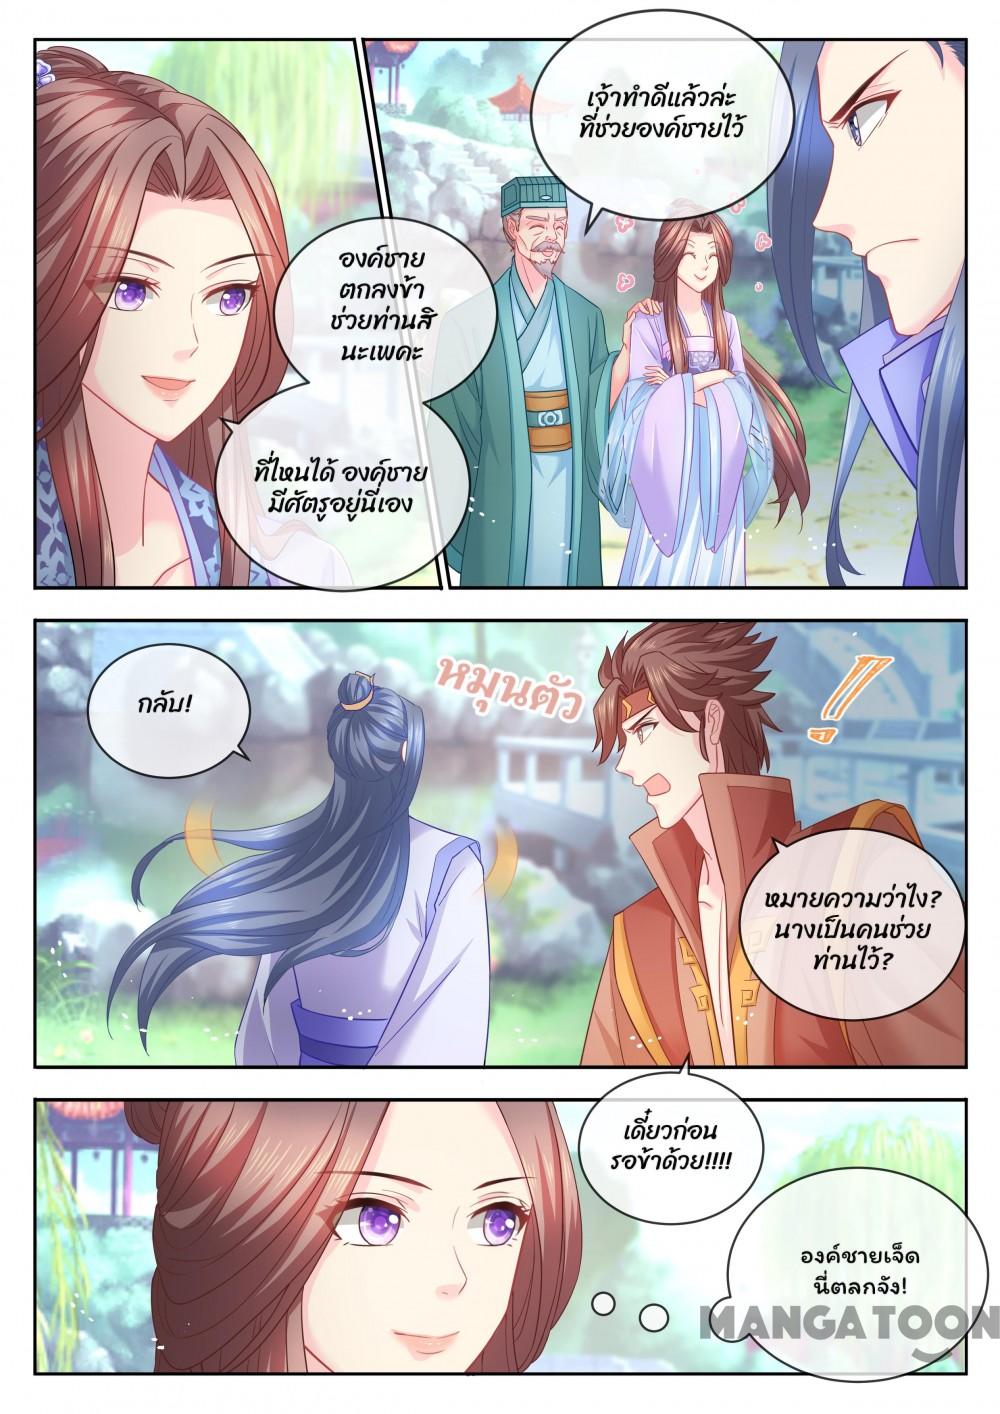 องค์ชาย
ตกลงข้า
ช่วยท่านสิ
นะเพคะ
ที่ไหนได้ องค์ชาย
มีศัตรูอยู่นี่เอง
เจ้าทำดีแล้วล่ะ
ที่ช่วยองค์ชายไว้
กลับ!
หมุนตัว
!!
หมายความว่าไง?
นางเป็นคนช่วย
ท่านไว้?
เดี๋ยวก่อน
รอข้าด้วย!!!!
องค์ชายเจ็ด
นี่ตลกจัง!
MANGATOON